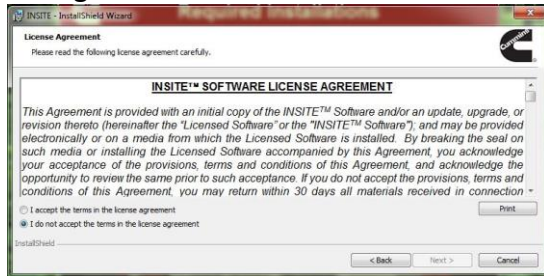 Required Installations
INSITE - InstallShield Wizard
License Agreement
Please read the following license agreement carefully.
Cummins
INSITE™ SOFTWARE LICENSE AGREEMENT
This Agreement is provided with an initial copy of the INSITE™ Software and/or an update, upgrade, or
revision thereto (hereinafter the "Licensed Software" or the "INSITE™ Software"); and may be provided
electronically or on a media from which the Licensed Software is installed. By breaking the seal on
such media or installing the Licensed Software accompanied by this Agreement, you acknowledge
your acceptance of the provisions, terms and conditions of this Agreement, and acknowledge the
opportunity to review the same prior to such acceptance. If you do not accept the provisions, terms and
conditions of this Agreement, you may return within 30 days all materials received in connection
I accept the terms in the license agreement
Print
I do not accept the terms in the license agreement
InstallShield
< Back
Next >
Cancel